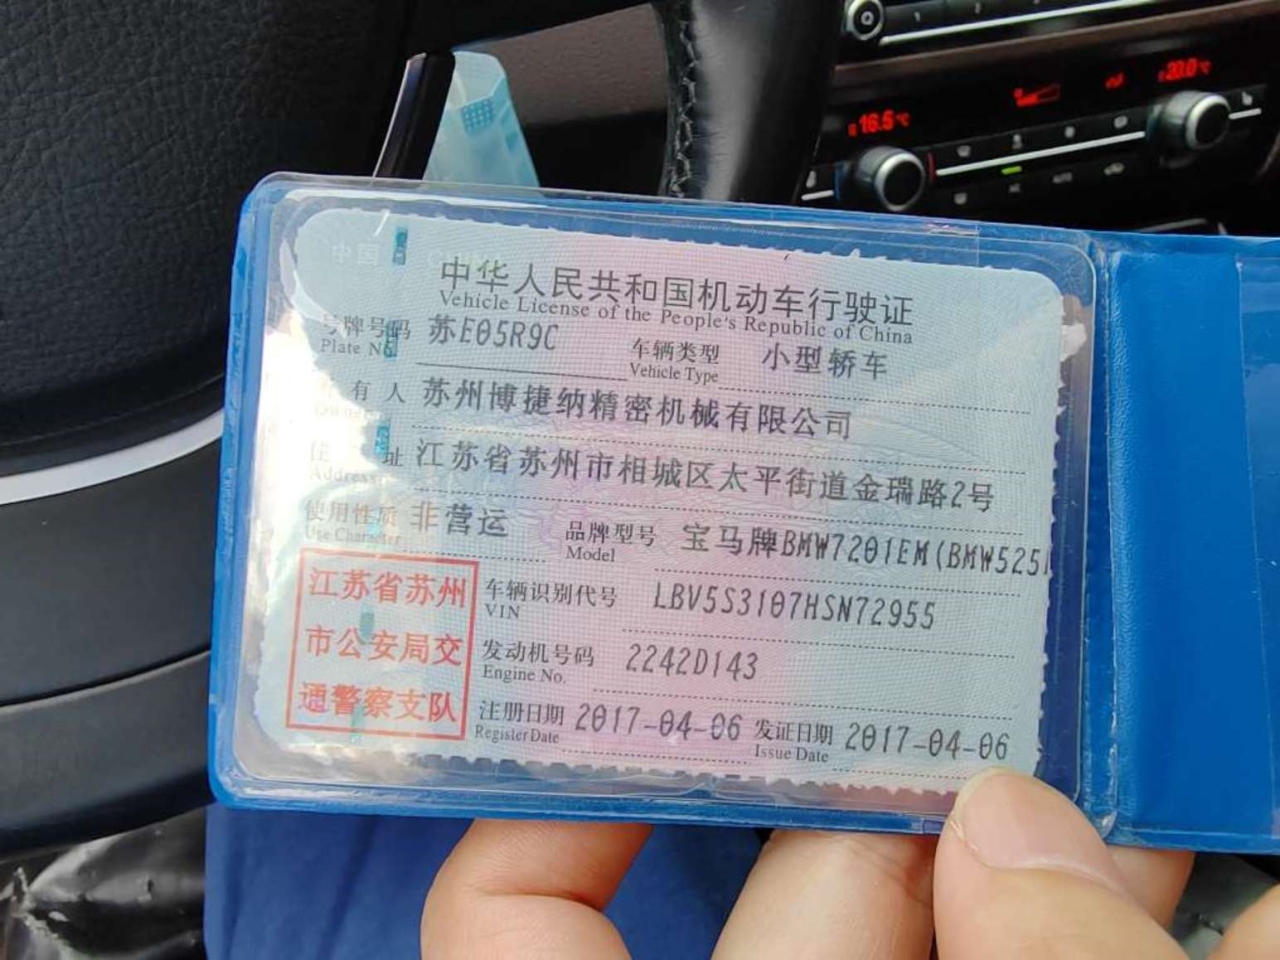 16.5℃
20.0℃
中国
中华人民共和国机动车行驶证
Vehicle License of the People's Republic of China
号牌号码 苏E05R9C 车辆类型 小型轿车
Plate No. Vehicle Type
所有人 苏州博捷纳精密机械有限公司
Owner
住址 江苏省苏州市相城区太平街道金瑞路2号
Address
使用性质 非营运 品牌型号 宝马牌BMW7201EM(BMW525l
Use Character Model
江苏省苏州
市公安局交
通警察支队
车辆识别代号 LBV5S3107HSN72955
VIN
发动机号码 2242D143
Engine No.
注册日期 2017-04-06 发证日期 2017-04-06
Register Date Issue Date